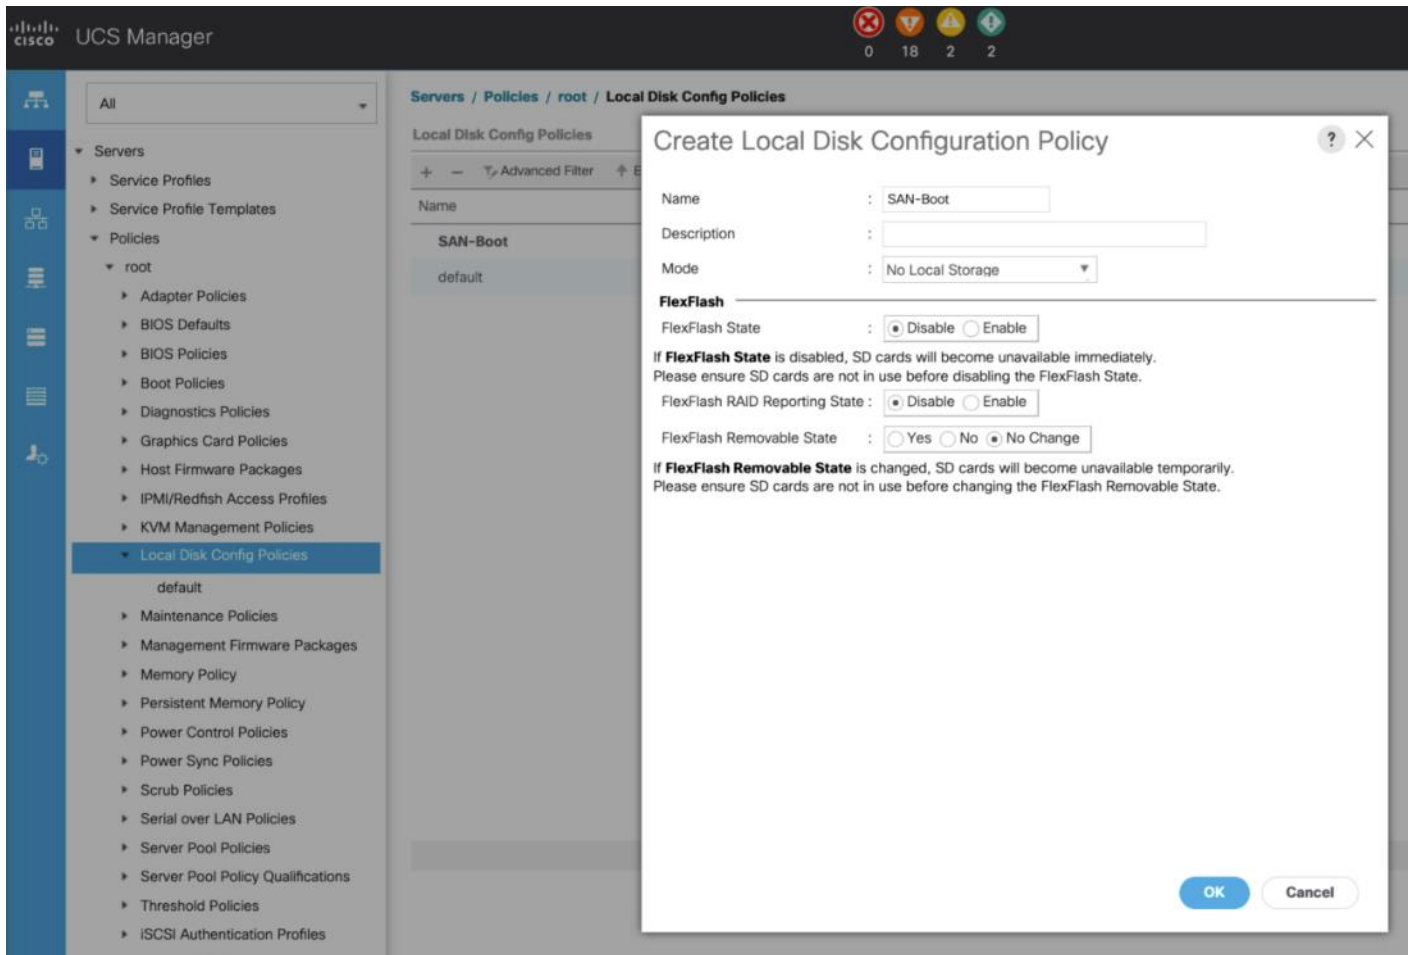 CISCO UCS Manager
0 18 2 2
All
Servers
Service Profiles
Service Profile Templates
Policies
root
Adapter Policies
BIOS Defaults
BIOS Policies
Boot Policies
Diagnostics Policies
Graphics Card Policies
Host Firmware Packages
IPMI/Redfish Access Profiles
KVM Management Policies
Local Disk Config Policies
default
Maintenance Policies
Management Firmware Packages
Memory Policy
Persistent Memory Policy
Power Control Policies
Power Sync Policies
Scrub Policies
Serial over LAN Policies
Server Pool Policies
Server Pool Policy Qualifications
Threshold Policies
iSCSI Authentication Profiles
Servers / Policies / root / Local Disk Config Policies
Local Disk Config Policies
+ − Advanced Filter E
Name
SAN-Boot
default
Create Local Disk Configuration Policy ?
Name : SAN-Boot
Description :
Mode : No Local Storage
FlexFlash
FlexFlash State : Disable Enable
If FlexFlash State is disabled, SD cards will become unavailable immediately.
Please ensure SD cards are not in use before disabling the FlexFlash State.
FlexFlash RAID Reporting State : Disable Enable
FlexFlash Removable State : Yes No No Change
If FlexFlash Removable State is changed, SD cards will become unavailable temporarily.
Please ensure SD cards are not in use before changing the FlexFlash Removable State.
OK Cancel